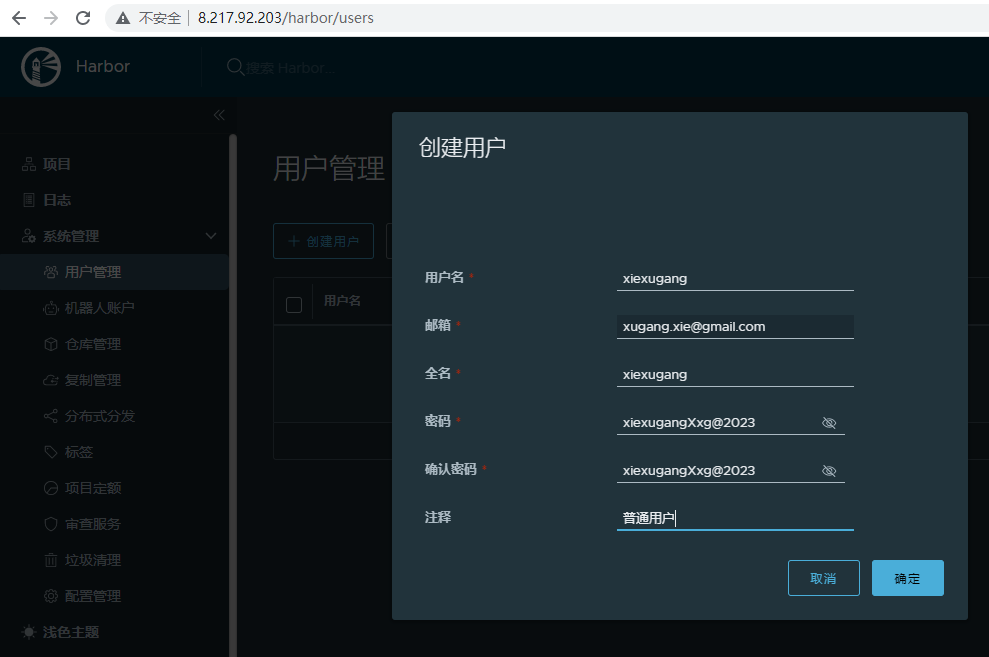 不安全 8.217.92.203/harbor/users
Harbor
搜索 Harbor...
项目
日志
系统管理
用户管理
机器人账户
仓库管理
复制管理
分布式分发
标签
项目定额
审查服务
垃圾清理
配置管理
浅色主题
用户管理
+ 创建用户
用户名
创建用户
用户名 * xiexugang
邮箱 * xugang.xie@gmail.com
全名 * xiexugang
密码 * xiexugangXxg@2023
确认密码 * xiexugangXxg@2023
注释 普通用户
取消 确定